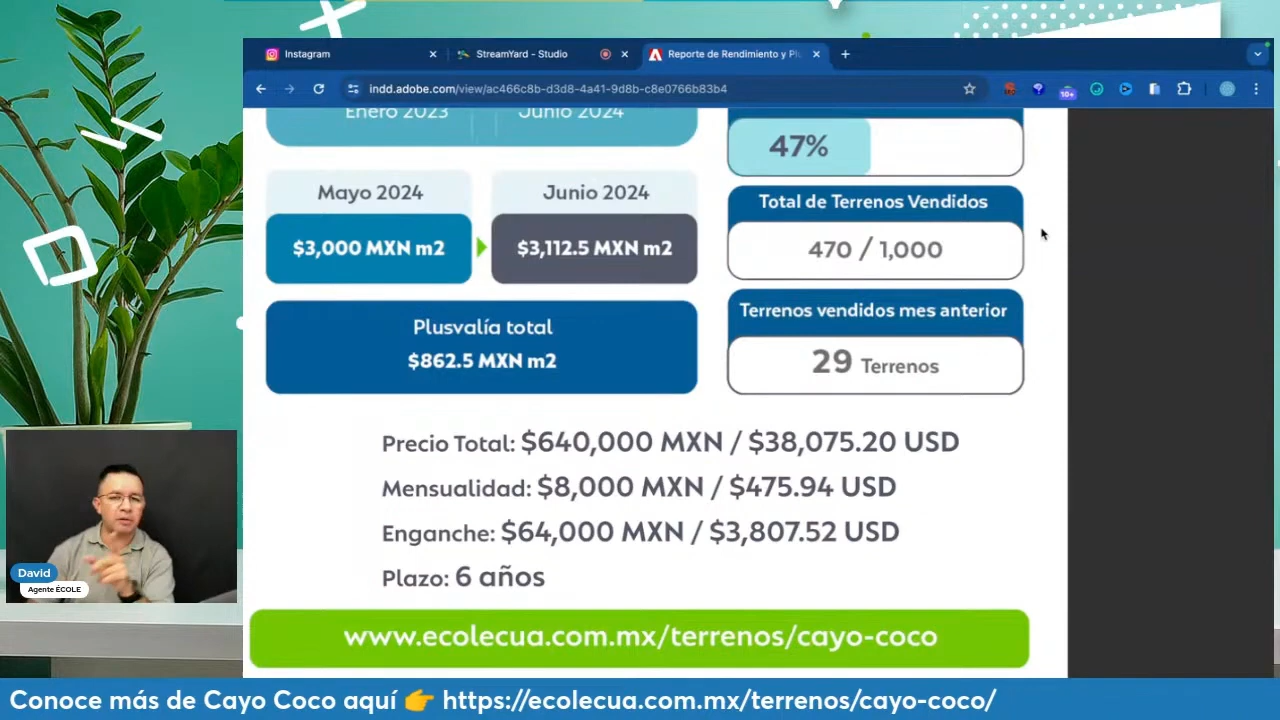 Instagram
StreamYard - Studio
Reporte de Rendimiento y Plu
indd.adobe.com/view/ac466c8b-d3d8-4a41-9d8b-c8e0766b83b4
10+
Enero 2023
Junio 2024
47%
Mayo 2024
Junio 2024
$3,000 MXN m2
$3,112.5 MXN m2
Total de Terrenos Vendidos
470 / 1,000
Plusvalía total
$862.5 MXN m2
Terrenos vendidos mes anterior
29 Terrenos
Precio Total: $640,000 MXN / $38,075.20 USD
Mensualidad: $8,000 MXN / $475.94 USD
Enganche: $64,000 MXN / $3,807.52 USD
Plazo: 6 años
www.ecolecua.com.mx/terrenos/cayo-coco
David
Agente ÉCOLE
Conoce más de Cayo Coco aquí 👉 https://ecolecua.com.mx/terrenos/cayo-coco/